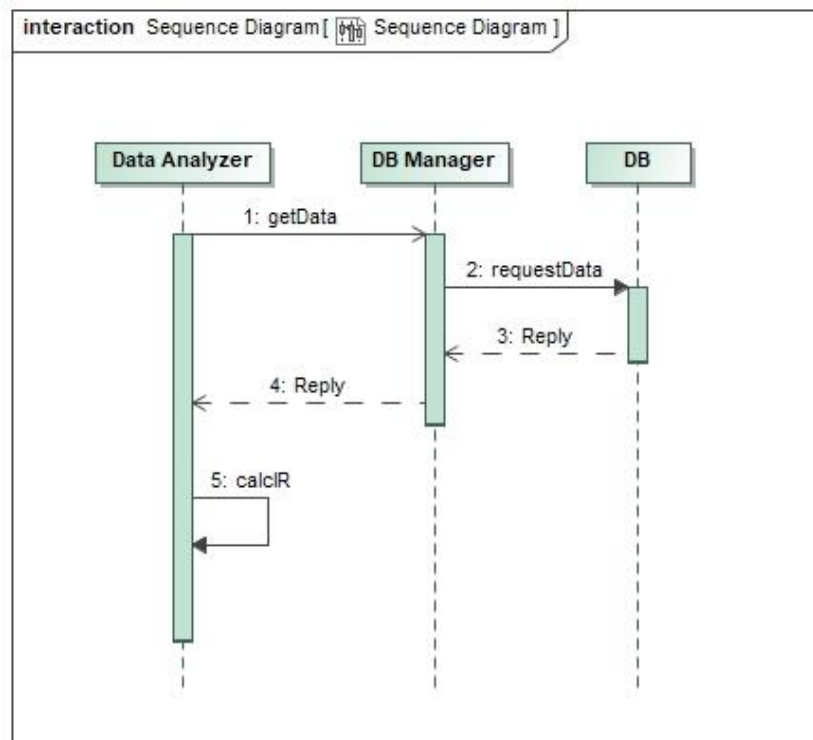 interaction Sequence Diagram[ Sequence Diagram ]
Data Analyzer
DB Manager
DB
1: getData
2: requestData
3: Reply
4: Reply
5: calcIR